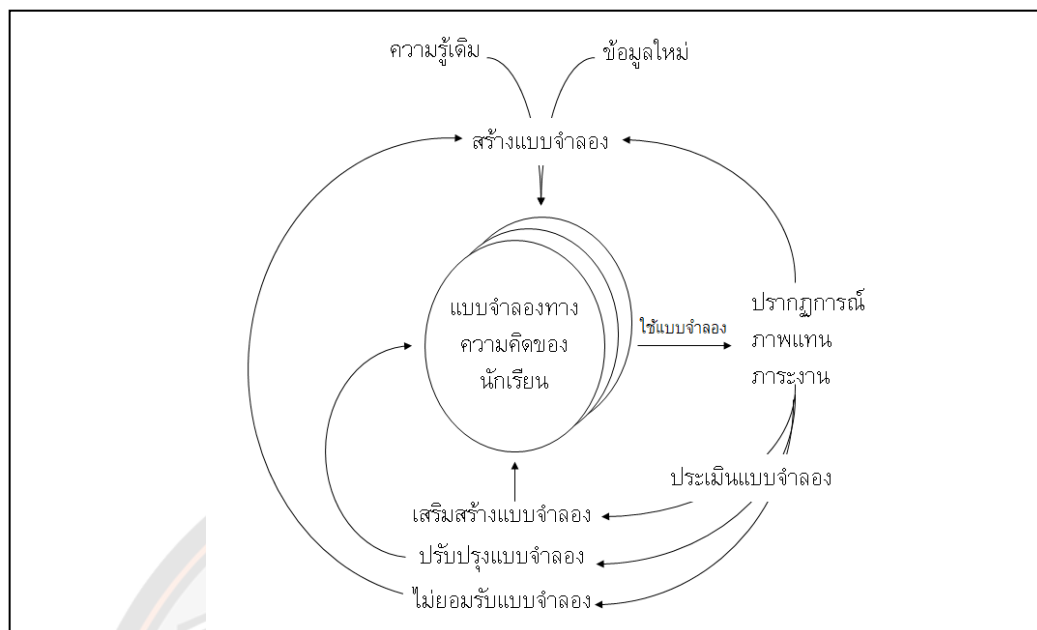 ความรู้เดิม
ข้อมูลใหม่
สร้างแบบจำลอง
แบบจำลองทาง
ความคิดของ
นักเรียน
ใช้แบบจำลอง
ปรากฏการณ์
ภาพแทน
ภาระงาน
ประเมินแบบจำลอง
เสริมสร้างแบบจำลอง
ปรับปรุงแบบจำลอง
ไม่ยอมรับแบบจำลอง